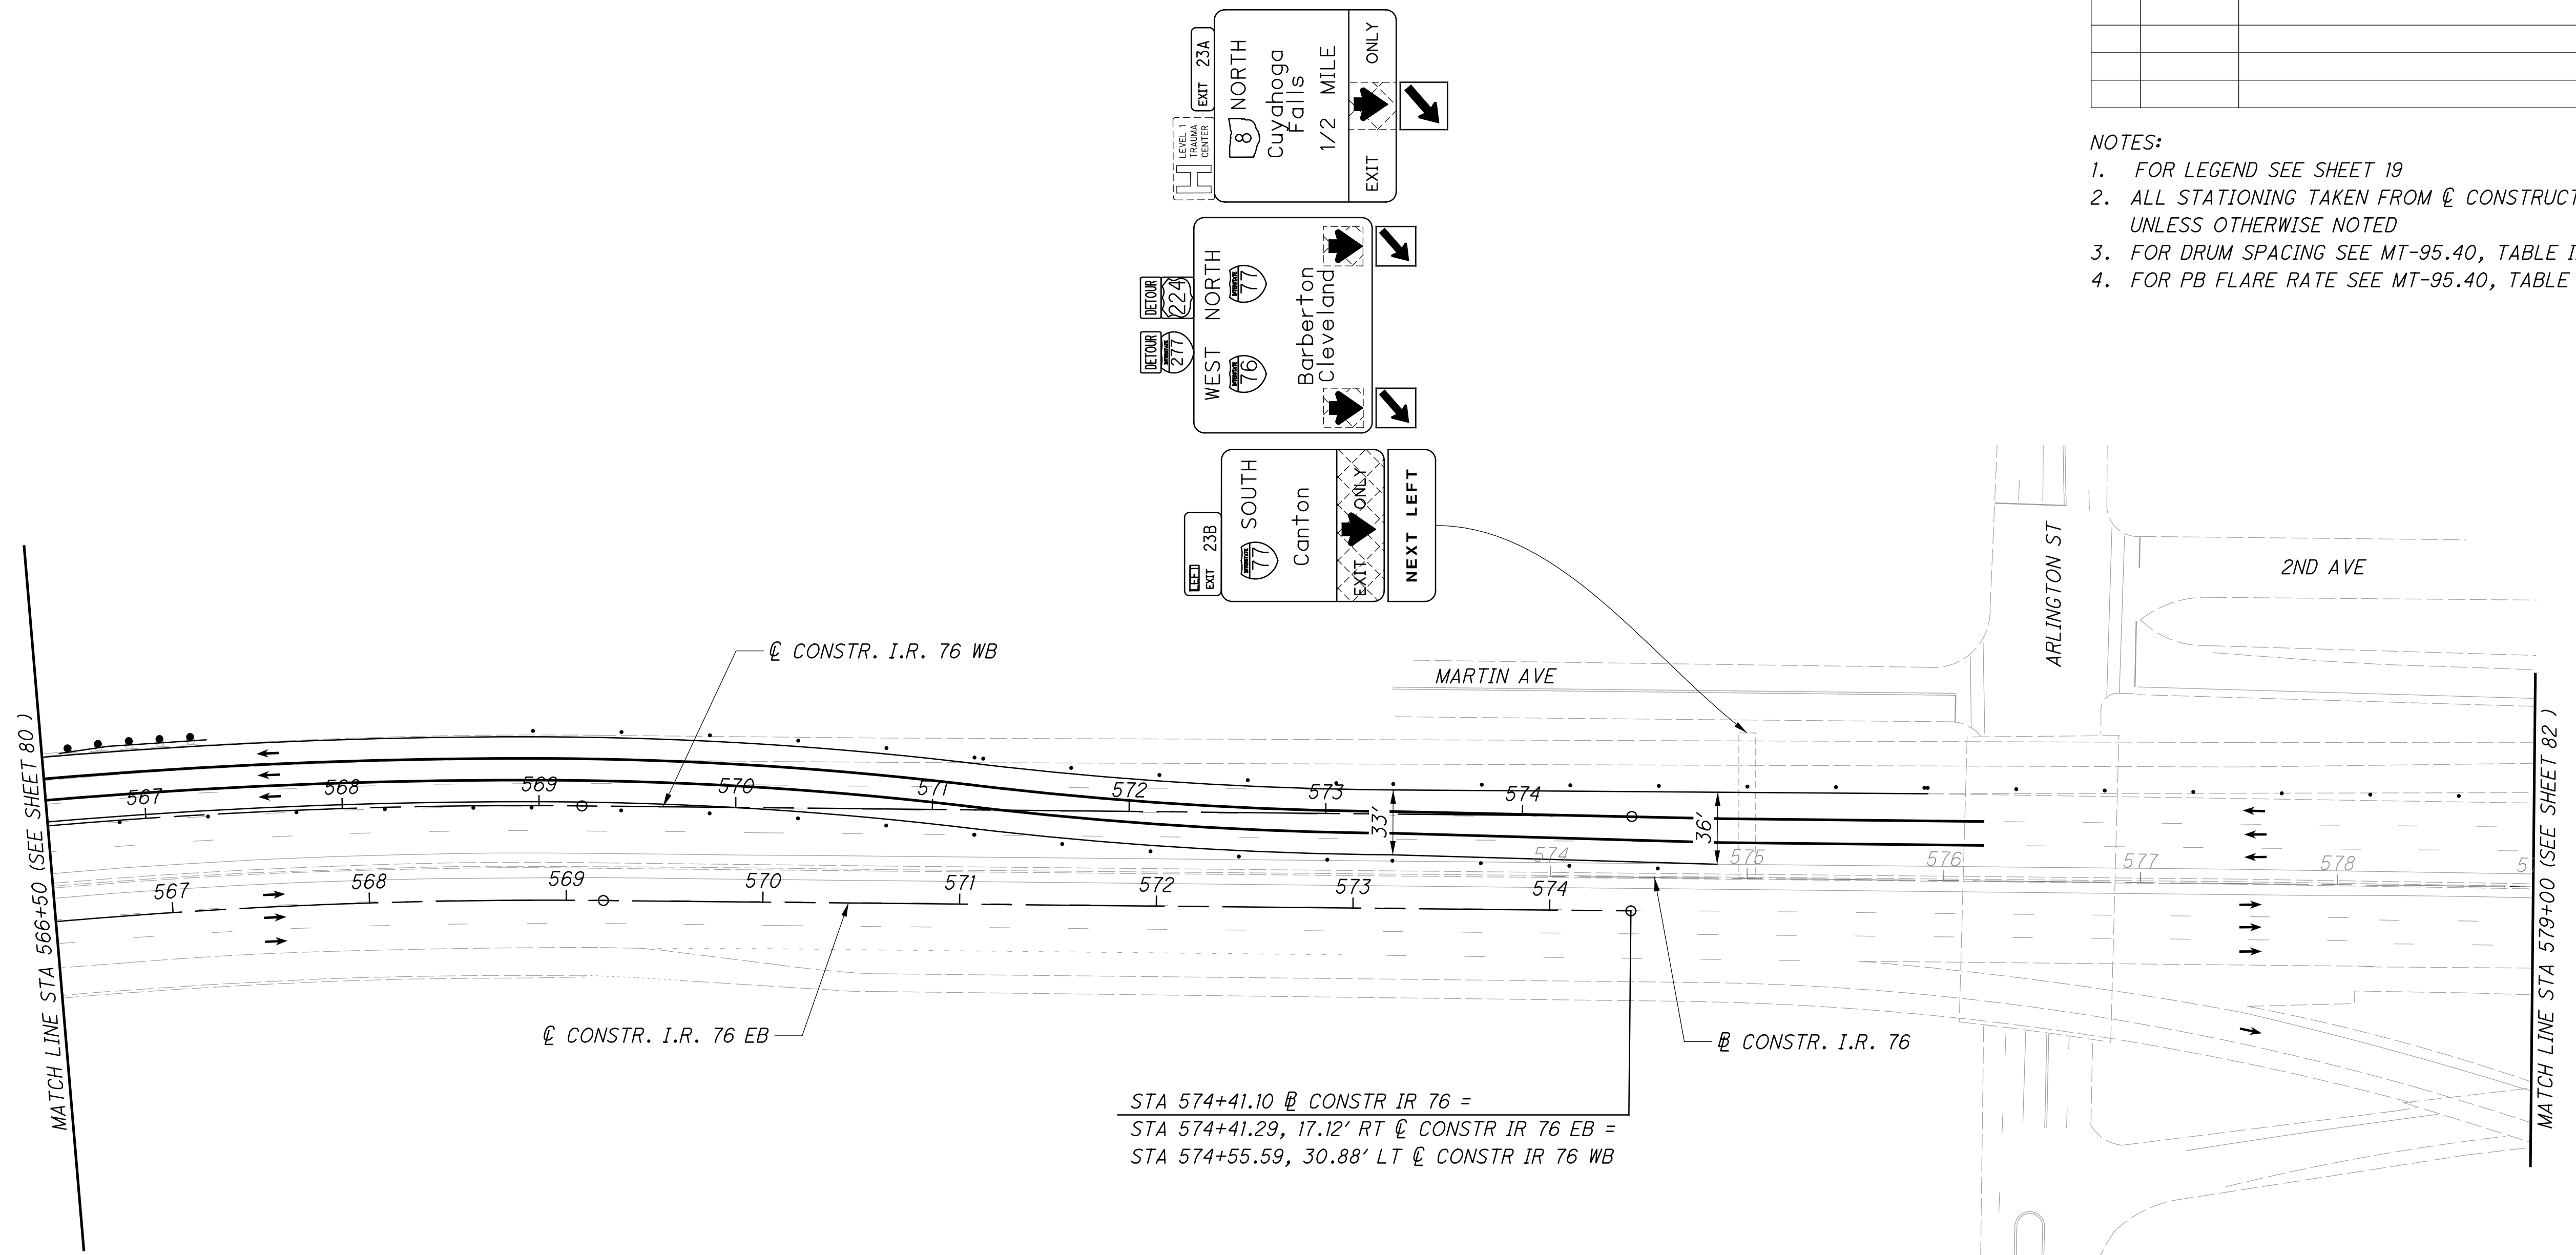 EXIT 23A
LEVEL 1
TRAUMA
CENTER
H
8 NORTH
Cuyahoga
Falls
1/2 MILE
EXIT ONLY
DETOUR
224
DETOUR
277
WEST NORTH
76 77
Barberton
Cleveland
LEFT
EXIT 23B
77 SOUTH
Canton
EXIT ONLY
NEXT LEFT
NOTES:
1. FOR LEGEND SEE SHEET 19
2. ALL STATIONING TAKEN FROM ℄ CONSTRUCT
UNLESS OTHERWISE NOTED
3. FOR DRUM SPACING SEE MT-95.40, TABLE I
4. FOR PB FLARE RATE SEE MT-95.40, TABLE
ARLINGTON ST
2ND AVE
MARTIN AVE
℄ CONSTR. I.R. 76 WB
MATCH LINE STA 566+50 (SEE SHEET 80 )
567 568 569 570 571 572 573 574
33'
36'
574 575 576 577 578 5
567 568 569 570 571 572 573 574
MATCH LINE STA 579+00 (SEE SHEET 82 )
℄ CONSTR. I.R. 76 EB
BL CONSTR. I.R. 76
STA 574+41.10 BL CONSTR IR 76 =
STA 574+41.29, 17.12' RT ℄ CONSTR IR 76 EB =
STA 574+55.59, 30.88' LT ℄ CONSTR IR 76 WB